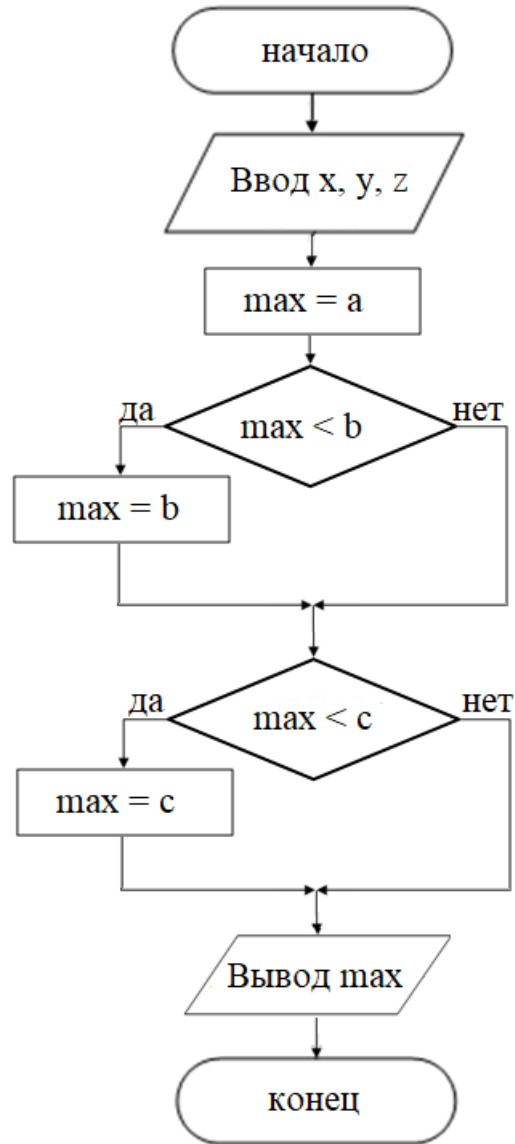 начало
Ввод x, y, z
max = a
да
нет
max < b
max = b
да
нет
max < c
max = c
Вывод max
конец